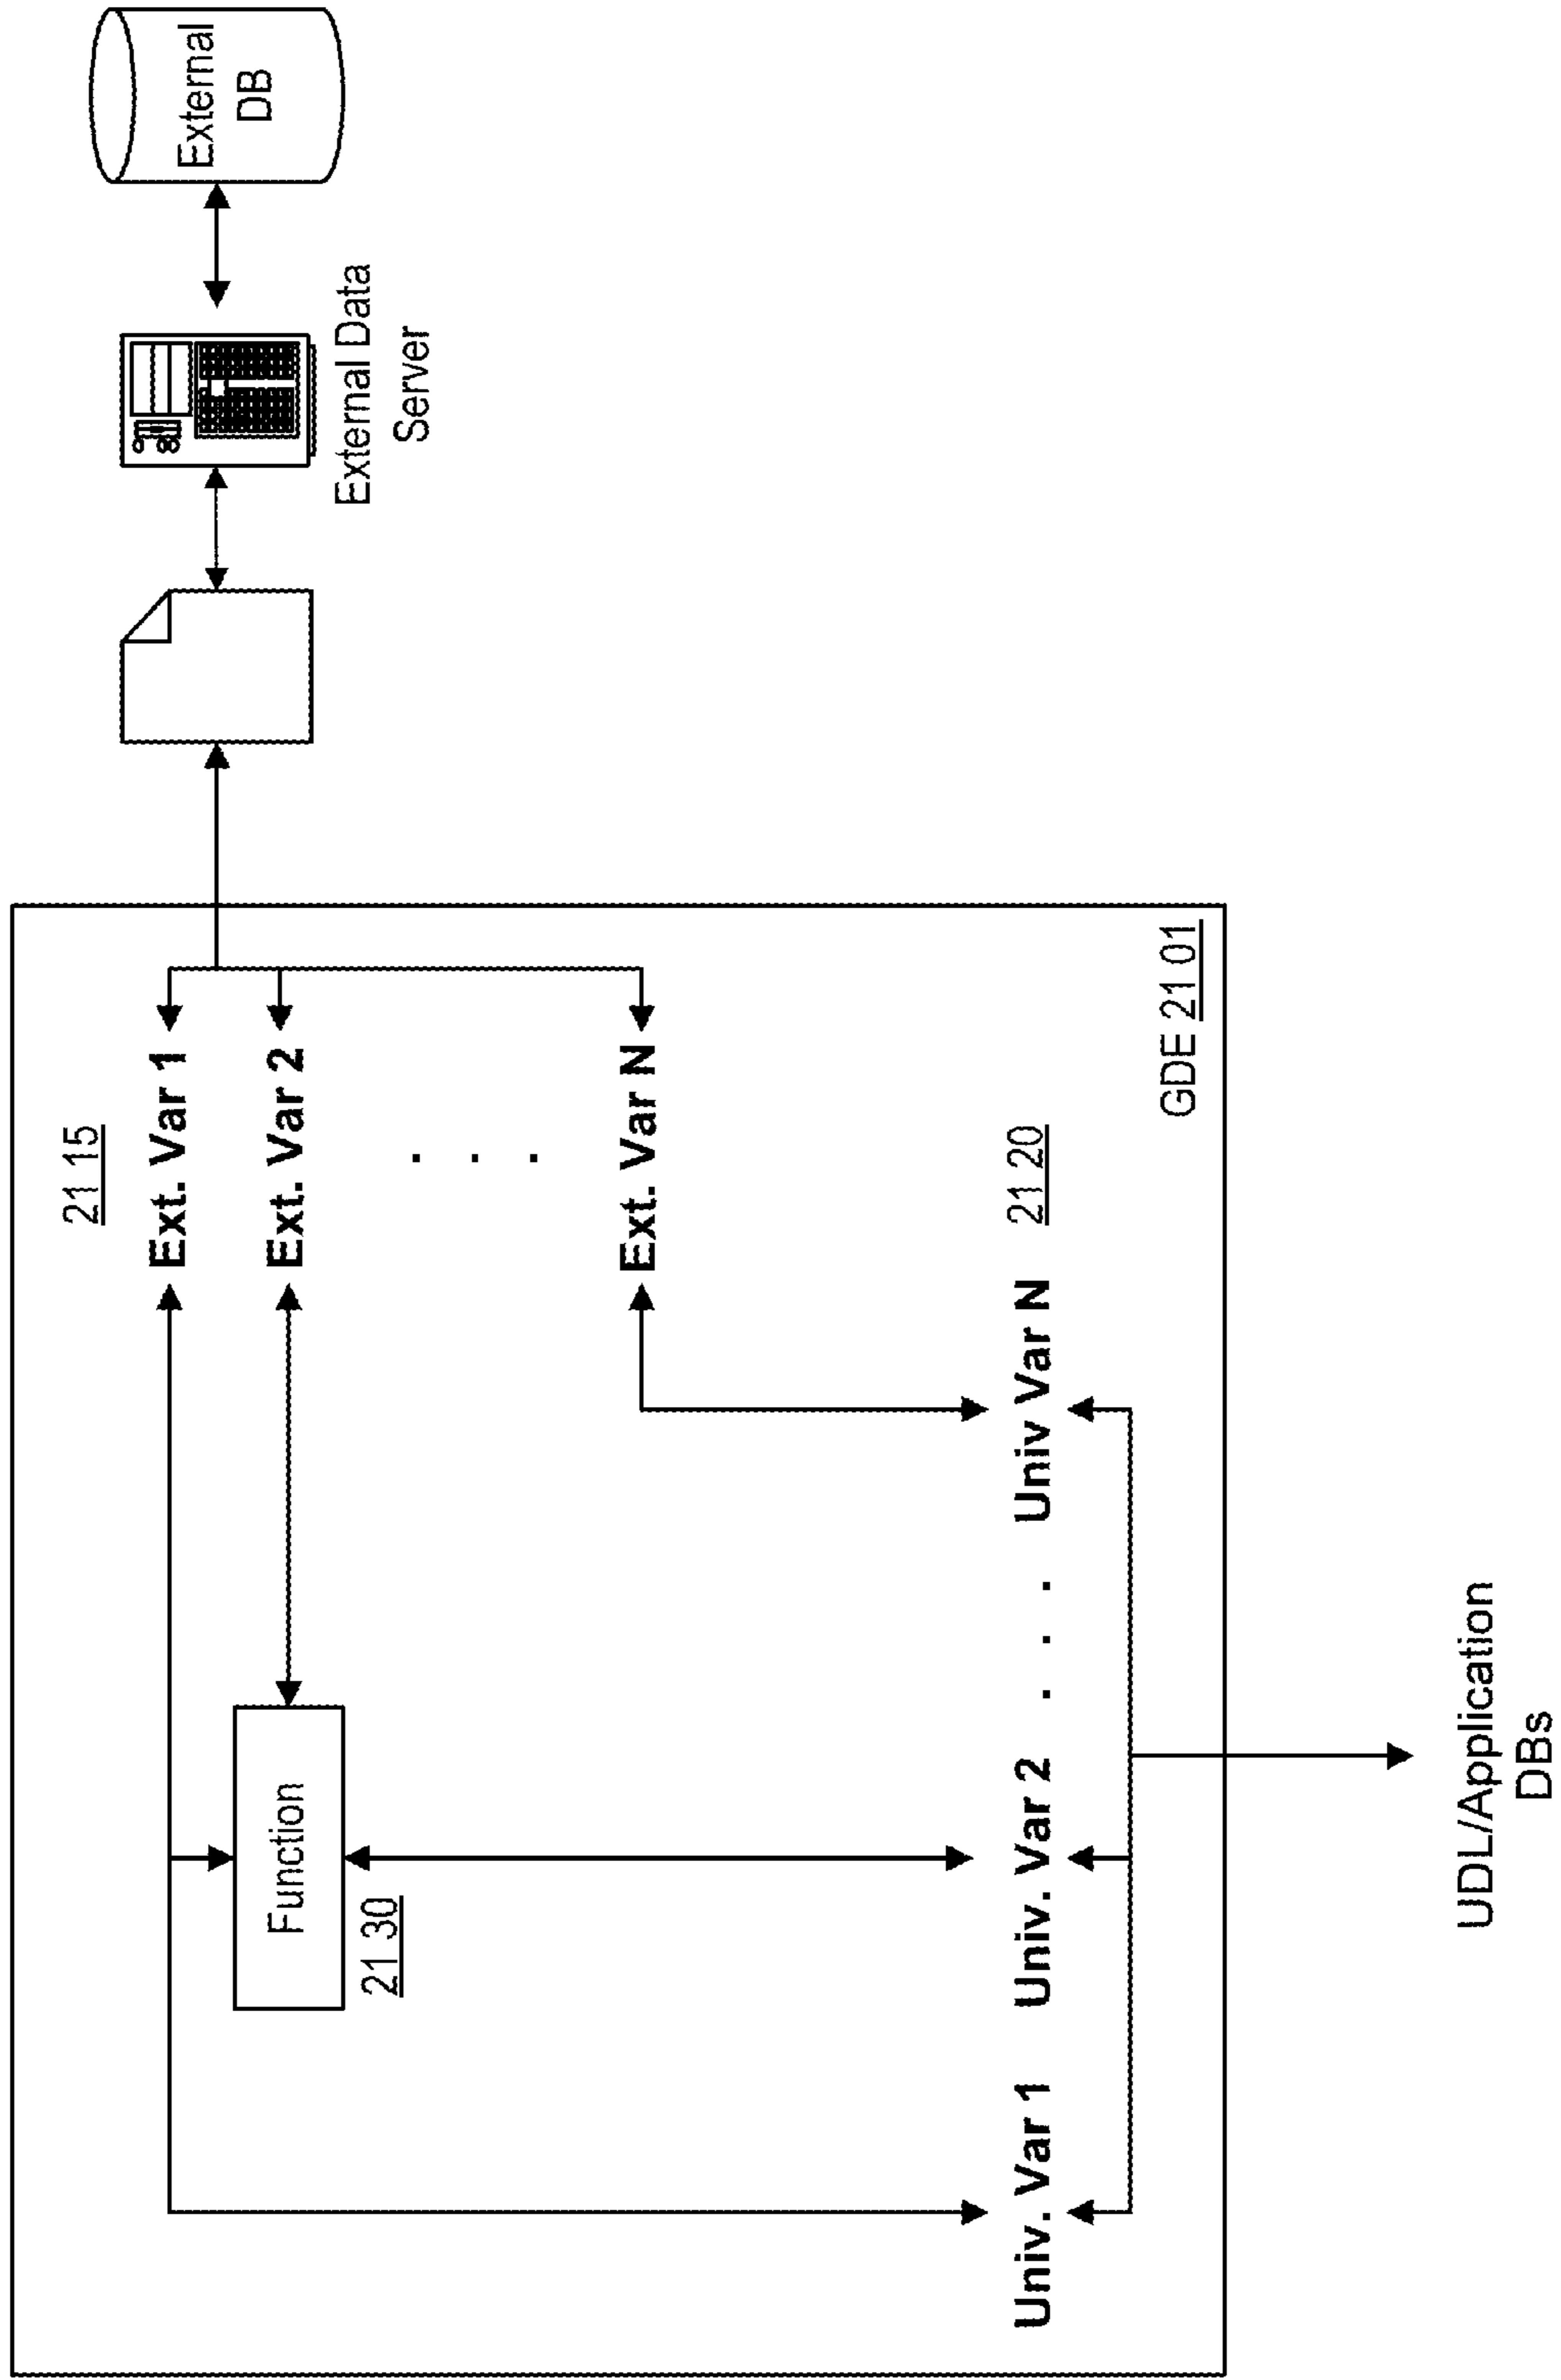 External
DB
External Data
Server
21 15
Ext. Var 1
Ext. Var 2
. . .
Ext. Var N
Function
21 30
Univ. Var 1 Univ. Var 2 . . . Univ Var N 21 20
GDE 21 01
UDL/Application
DBs